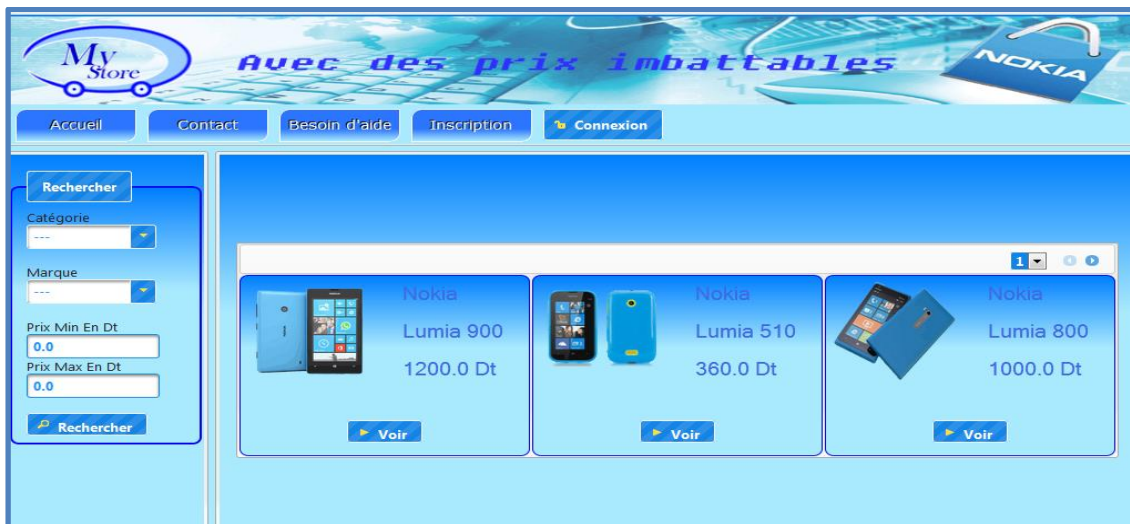 My
Store
Avec des prix imbattables
NOKIA
Accueil
Contact
Besoin d'aide
Inscription
Connexion
Rechercher
Catégorie
---
Marque
---
Prix Min En Dt
0.0
Prix Max En Dt
0.0
Rechercher
1
Nokia
Lumia 900
1200.0 Dt
Voir
Nokia
Lumia 510
360.0 Dt
Voir
Nokia
Lumia 800
1000.0 Dt
Voir